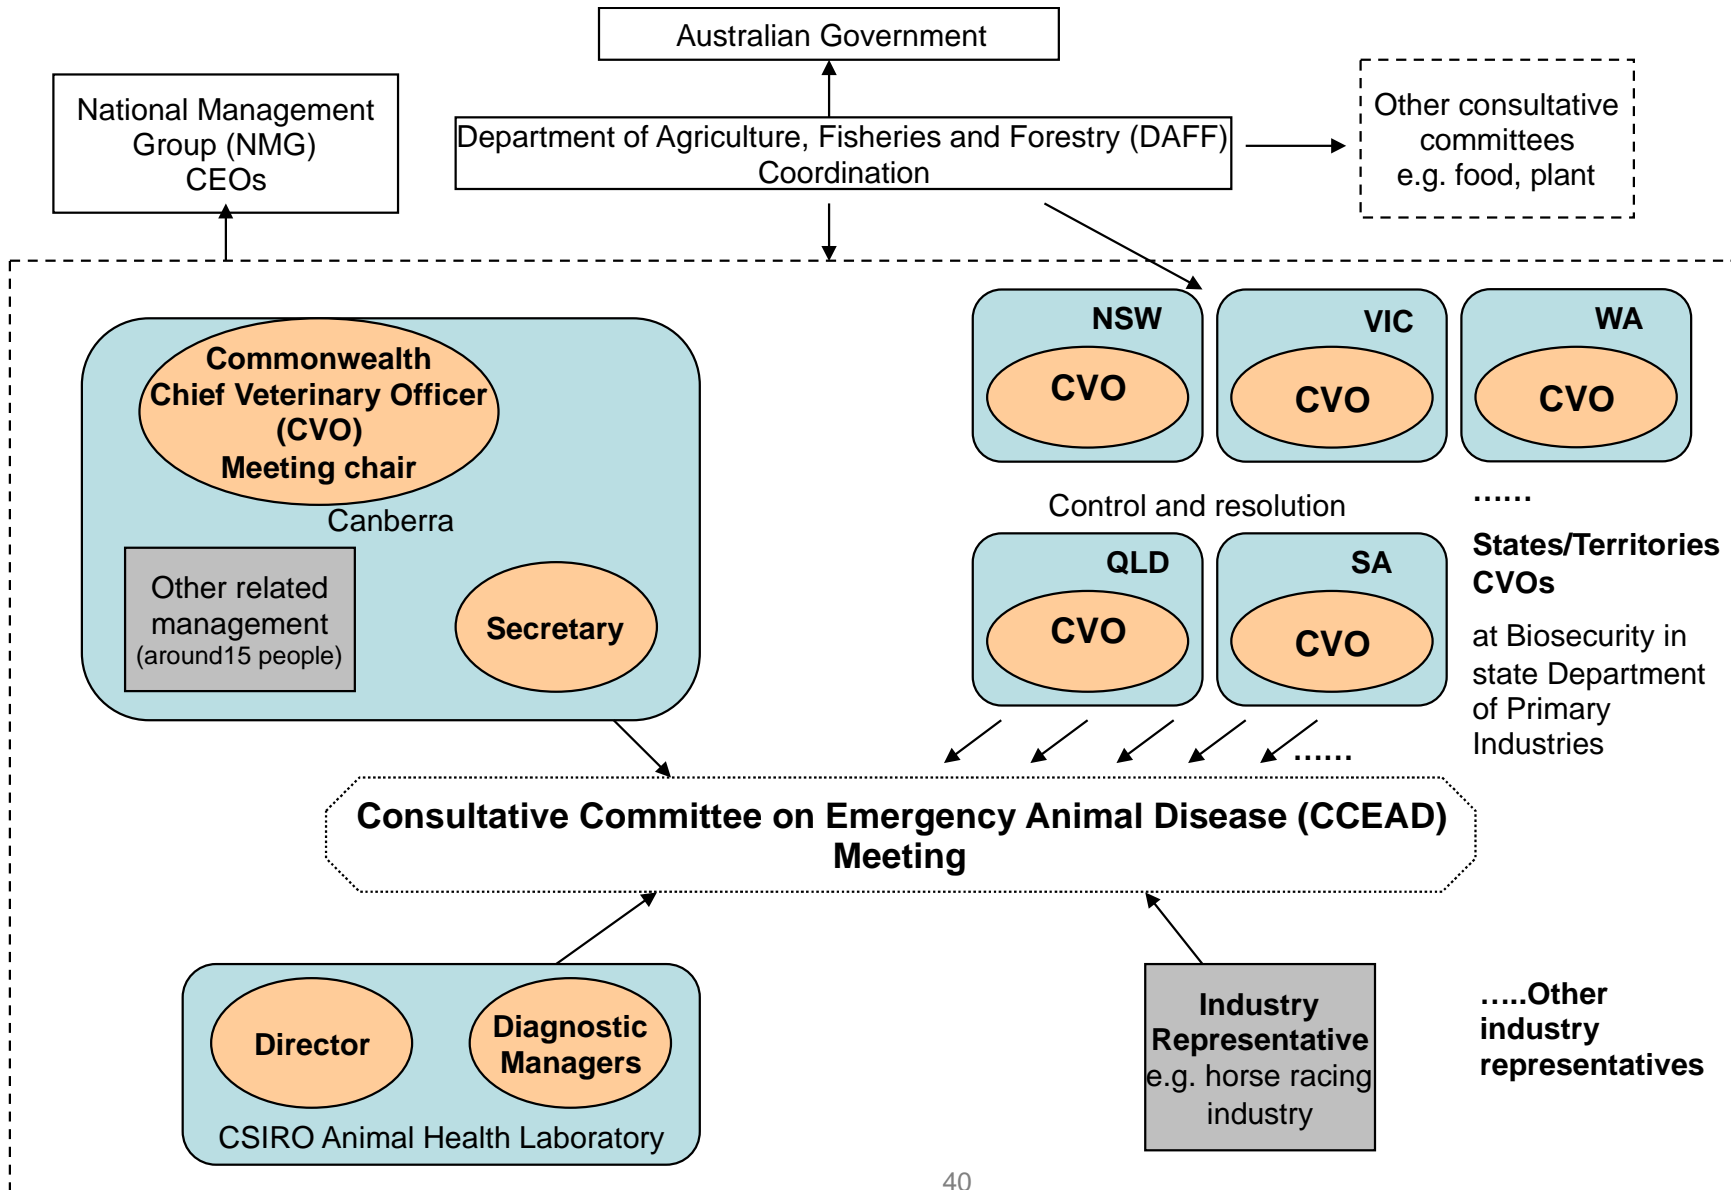 Australian Government
National Management
Group (NMG)
CEOs
Department of Agriculture, Fisheries and Forestry (DAFF)
Coordination
Other consultative
committees
e.g. food, plant
Commonwealth
Chief Veterinary Officer
(CVO)
Meeting chair
Canberra
Other related
management
(around15 people)
Secretary
NSW
CVO
VIC
CVO
WA
CVO
Control and resolution
......
QLD
CVO
SA
CVO
States/Territories
CVOs
at Biosecurity in
state Department
of Primary
Industries
......
Consultative Committee on Emergency Animal Disease (CCEAD)
Meeting
Director
Diagnostic
Managers
CSIRO Animal Health Laboratory
Industry
Representative
e.g. horse racing
industry
.....Other
industry
representatives
40